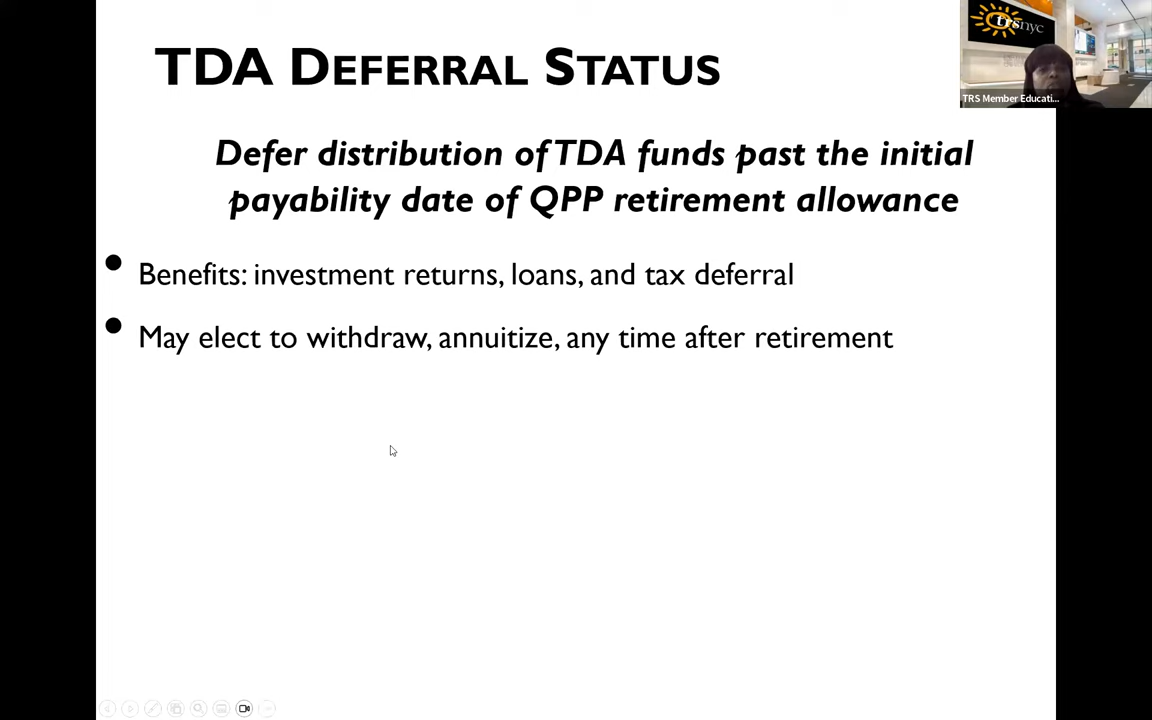 TDA DEFERRAL STATUS
trsnyc
TRS Member Educati...
Defer distribution of TDA funds past the initial
payability date of QPP retirement allowance
• Benefits: investment returns, loans, and tax deferral
• May elect to withdraw, annuitize, any time after retirement